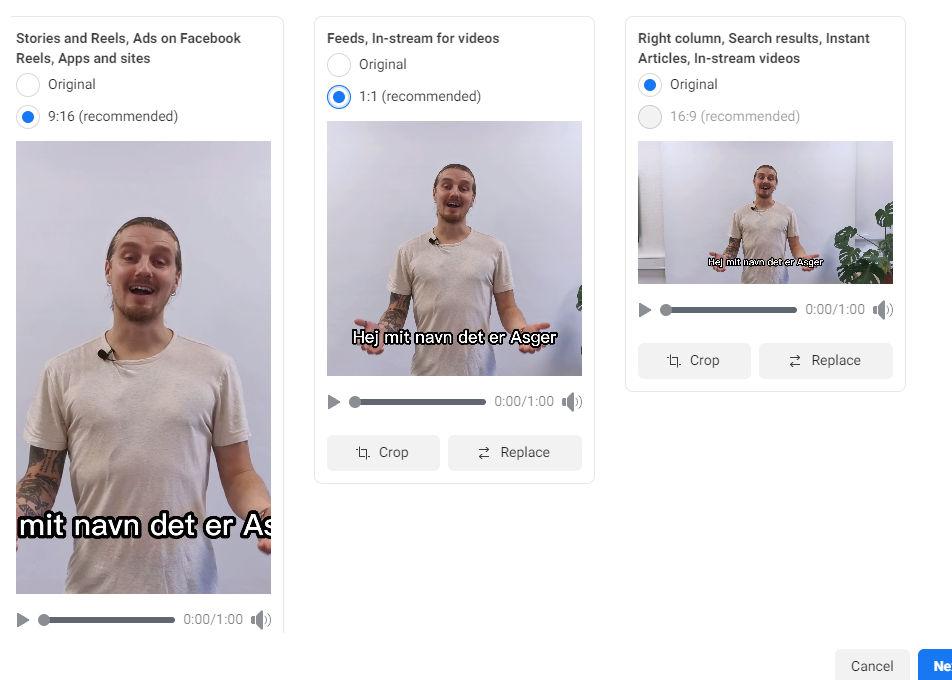 Stories and Reels, Ads on Facebook
Reels, Apps and sites
Original
9:16 (recommended)
mit navn det er As
0:00/1:00
Feeds, In-stream for videos
Original
1:1 (recommended)
Hej mit navn det er Asger
0:00/1:00
Crop
Replace
Right column, Search results, Instant
Articles, In-stream videos
Original
16:9 (recommended)
Hej mit navn det er Asger
0:00/1:00
Crop
Replace
Cancel
Ne